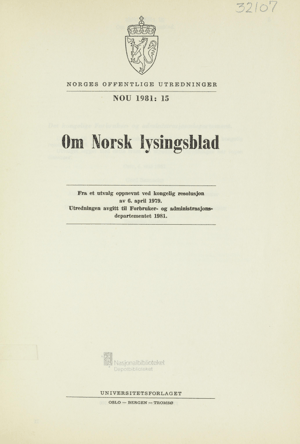 32107
NORGES OFFENTLIGE UTREDNINGER
NOU 1981: 15
Om Norsk lysingsblad
Fra et utvalg oppnevnt ved kongelig resolusjon
av 6. april 1979.
Utredningen avgitt til Forbruker- og administrasjons-
departementet 1981.
Nasjonalbiblioteket
UNIVERSITETSFORLAGET
OSLO — BERGEN — TROMSØ